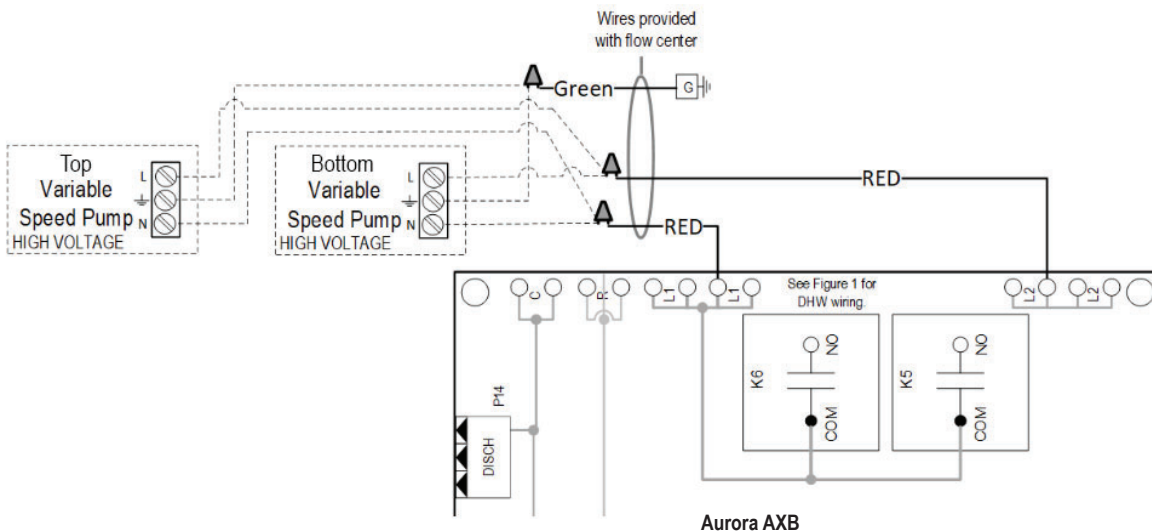 Wires provided
with flow center
Green
G
Top
Variable
Speed Pump
HIGH VOLTAGE
L
N
Bottom
Variable
Speed Pump
HIGH VOLTAGE
L
N
RED
RED
C
R
L1
L1
See Figure 1 for
DHW wiring.
L2
L2
K6
NO
COM
K5
NO
COM
P14
DISCH
Aurora AXB